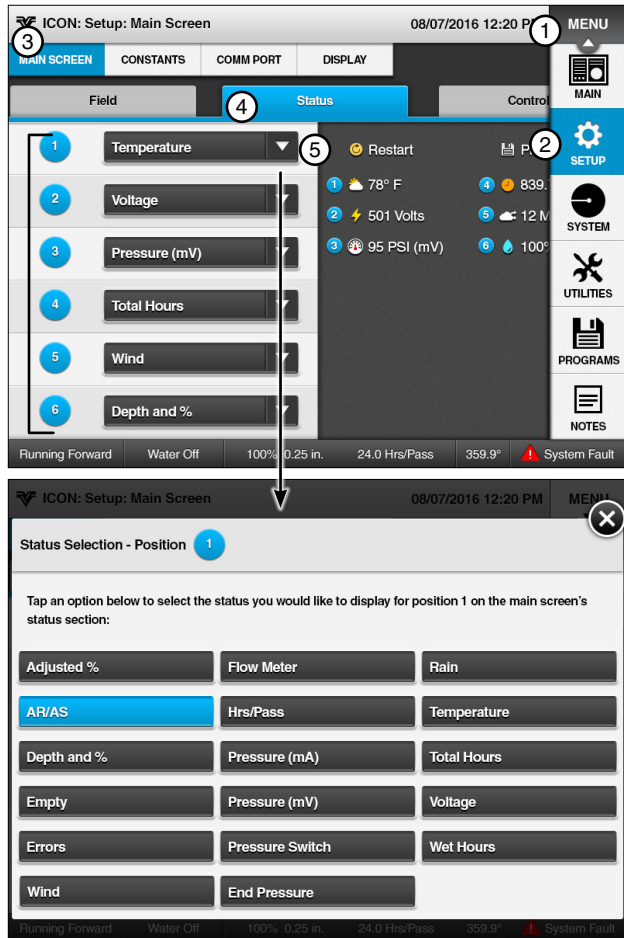 ICON: Setup: Main Screen 08/07/2016 12:20 P 1 MENU
3
MAIN SCREEN CONSTANTS COMM PORT DISPLAY
MAIN
Field 4 Status Control
1 Temperature 5
2 Voltage
3 Pressure (mV)
4 Total Hours
5 Wind
6 Depth and %
Restart P
1 78° F 4 839.
2 501 Volts 5 12 M
3 95 PSI (mV) 6 100%
2 SETUP
SYSTEM
UTILITIES
PROGRAMS
NOTES
Running Forward Water Off 100% 0.25 in. 24.0 Hrs/Pass 359.9° System Fault
ICON: Setup: Main Screen 08/07/2016 12:20 PM MENU
Status Selection - Position 1
Tap an option below to select the status you would like to display for position 1 on the main screen's
status section:
Adjusted % Flow Meter Rain
AR/AS Hrs/Pass Temperature
Depth and % Pressure (mA) Total Hours
Empty Pressure (mV) Voltage
Errors Pressure Switch Wet Hours
Wind End Pressure
Running Forward Water Off 100% 0.25 in. 24.0 Hrs/Pass 359.9° System Fault